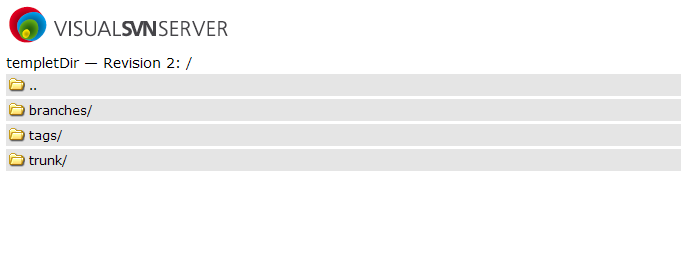 VISUALSVNSERVER
templetDir — Revision 2: /
..
branches/
tags/
trunk/